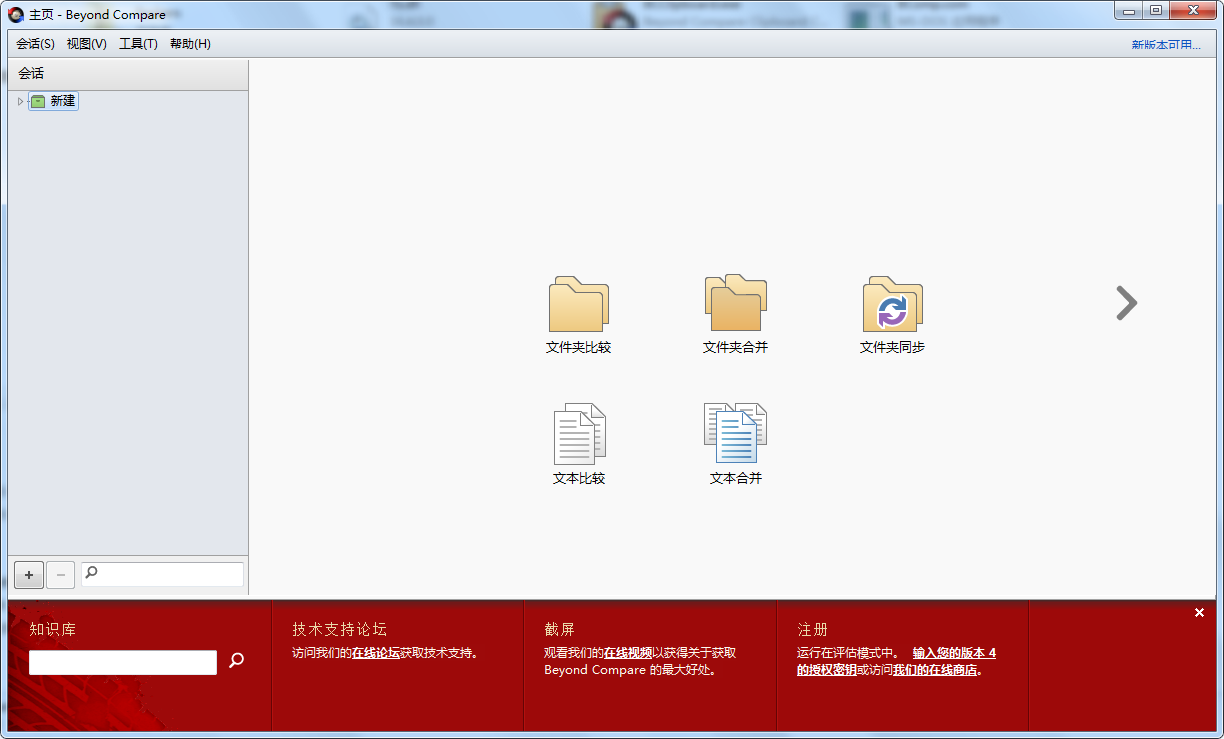 主页 - Beyond Compare
会话(S) 视图(V) 工具(T) 帮助(H)
新版本可用...
会话
新建
文件夹比较
文件夹合并
文件夹同步
文本比较
文本合并
知识库
技术支持论坛
访问我们的在线论坛获取技术支持。
截屏
观看我们的在线视频以获得关于获取
Beyond Compare 的最大好处。
注册
运行在评估模式中。 输入您的版本 4
的授权密钥或访问我们的在线商店。